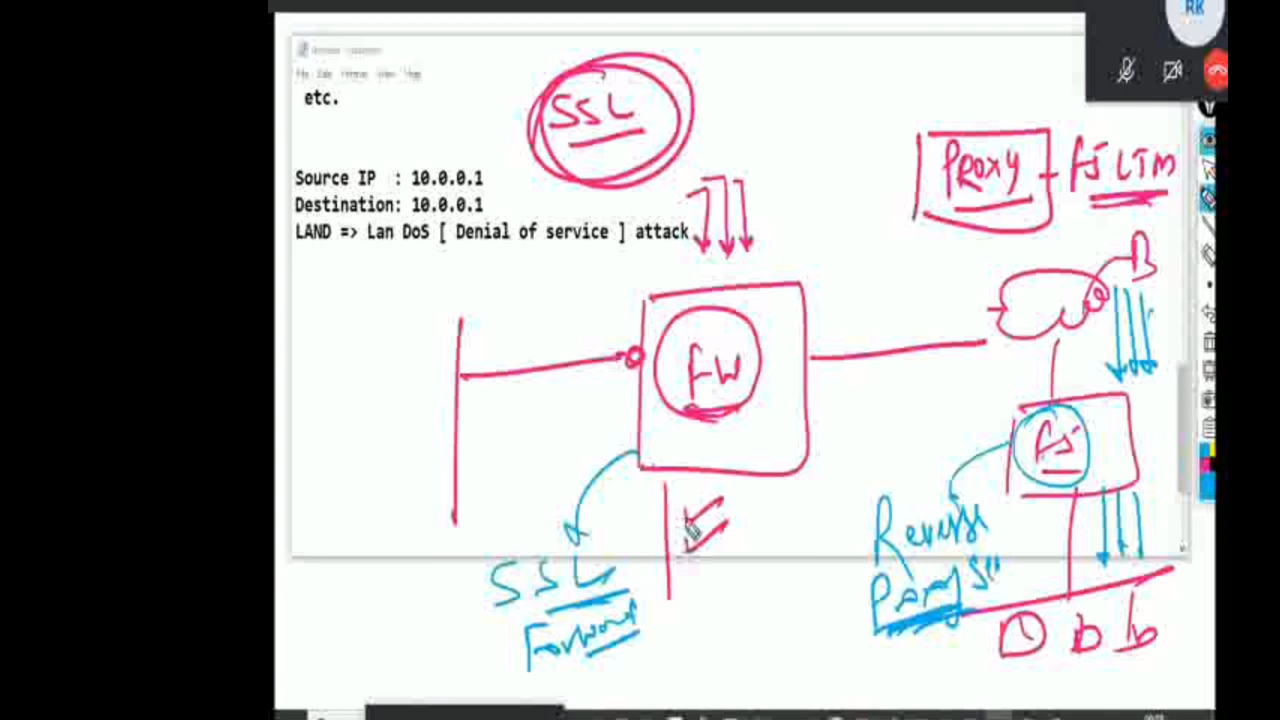 RK
etc.
SSL
PROXY - F5 LTM
Source IP  : 10.0.0.1
Destination: 10.0.0.1
LAND => Lan DoS [ Denial of service ] attack
B
FW
F5
Reverse
SSL
Forward